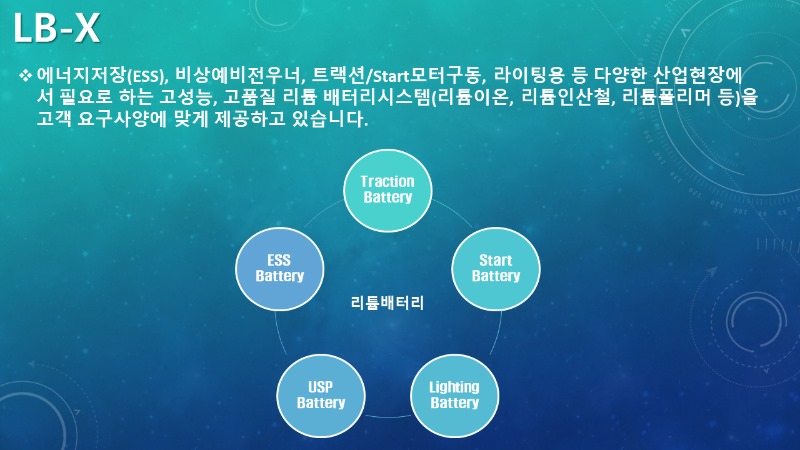 LB-X
❖ 에너지저장(ESS), 비상예비전우너, 트랙션/Start모터구동, 라이팅용 등 다양한 산업현장에
서 필요로 하는 고성능, 고품질 리튬 배터리시스템(리튬이온, 리튬인산철, 리튬폴리머 등)을
고객 요구사양에 맞게 제공하고 있습니다.
Traction
Battery
ESS
Battery
Start
Battery
리튬배터리
USP
Battery
Lighting
Battery